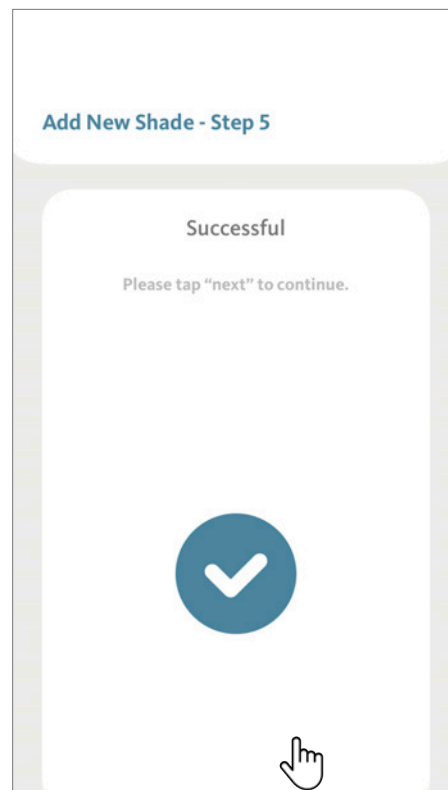 Add New Shade - Step 5
Successful
Please tap “next” to continue.